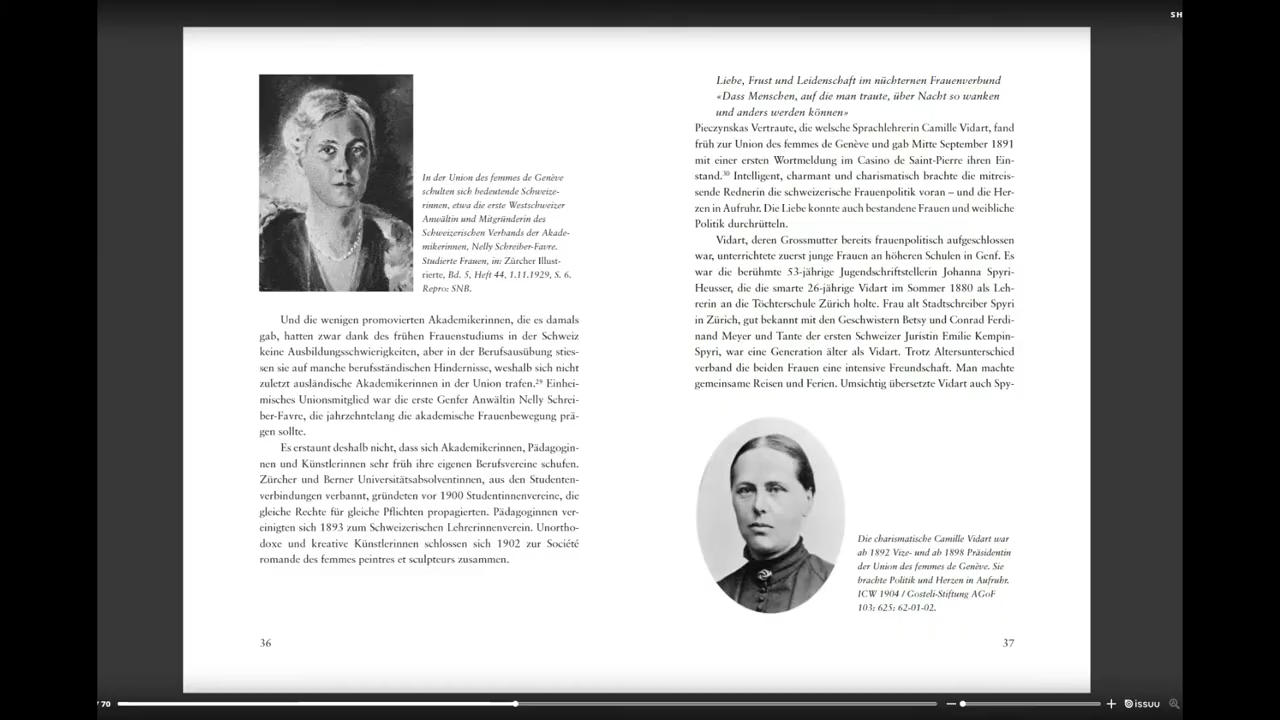 SH
In der Union des femmes de Genève
schulten sich bedeutende Schweize-
rinnen, etwa die erste Westschweizer
Anwältin und Mitgründerin des
Schweizerischen Verbands der Akade-
mikerinnen, Nelly Schreiber-Favre.
Studierte Frauen, in: Zürcher Illust-
rierte, Bd. 5, Heft 44, 1.11.1929, S. 6.
Repro: SNB.
Und die wenigen promovierten Akademikerinnen, die es damals
gab, hatten zwar dank des frühen Frauenstudiums in der Schweiz
keine Ausbildungsschwierigkeiten, aber in der Berufsausübung sties-
sen sie auf manche berufsständischen Hindernisse, weshalb sich nicht
zuletzt ausländische Akademikerinnen in der Union trafen.²⁹ Einhei-
misches Unionsmitglied war die erste Genfer Anwältin Nelly Schrei-
ber-Favre, die jahrzehntelang die akademische Frauenbewegung prä-
gen sollte.
Es erstaunt deshalb nicht, dass sich Akademikerinnen, Pädagogin-
nen und Künstlerinnen sehr früh ihre eigenen Berufsvereine schufen.
Zürcher und Berner Universitätsabsolventinnen, aus den Studenten-
verbindungen verbannt, gründeten vor 1900 Studentinnenvereine, die
gleiche Rechte für gleiche Pflichten propagierten. Pädagoginnen ver-
einigten sich 1893 zum Schweizerischen Lehrerinnenverein. Unortho-
doxe und kreative Künstlerinnen schlossen sich 1902 zur Société
romande des femmes peintres et sculpteurs zusammen.
36
Liebe, Frust und Leidenschaft im nüchternen Frauenverbund
«Dass Menschen, auf die man traute, über Nacht so wanken
und anders werden können»
Pieczynskas Vertraute, die welsche Sprachlehrerin Camille Vidart, fand
früh zur Union des femmes de Genève und gab Mitte September 1891
mit einer ersten Wortmeldung im Casino de Saint-Pierre ihren Ein-
stand.³⁰ Intelligent, charmant und charismatisch brachte die mitreis-
sende Rednerin die schweizerische Frauenpolitik voran – und die Her-
zen in Aufruhr. Die Liebe konnte auch bestandene Frauen und weibliche
Politik durchrütteln.
Vidart, deren Grossmutter bereits frauenpolitisch aufgeschlossen
war, unterrichtete zuerst junge Frauen an höheren Schulen in Genf. Es
war die berühmte 53-jährige Jugendschriftstellerin Johanna Spyri-
Heusser, die die smarte 26-jährige Vidart im Sommer 1880 als Leh-
rerin an die Töchterschule Zürich holte. Frau alt Stadtschreiber Spyri
in Zürich, gut bekannt mit den Geschwistern Betsy und Conrad Ferdi-
nand Meyer und Tante der ersten Schweizer Juristin Emilie Kempin-
Spyri, war eine Generation älter als Vidart. Trotz Altersunterschied
verband die beiden Frauen eine intensive Freundschaft. Man machte
gemeinsame Reisen und Ferien. Umsichtig übersetzte Vidart auch Spy-
Die charismatische Camille Vidart war
ab 1892 Vize- und ab 1898 Präsidentin
der Union des femmes de Genève. Sie
brachte Politik und Herzen in Aufruhr.
ICW 1904 / Gosteli-Stiftung AGoF
103: 625: 62-01-02.
37
/ 70
issuu